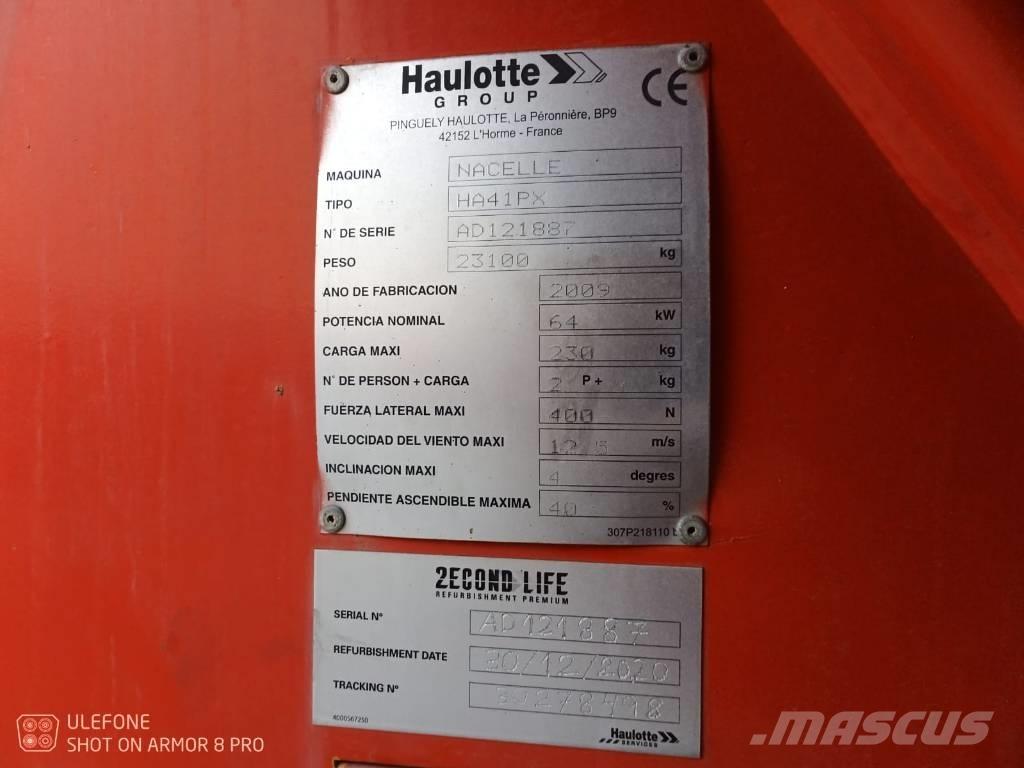 Haulotte
GROUP
CE
PINGUELY HAULOTTE, La Péronnière, BP9
42152 L'Horme - France
MAQUINA NACELLE
TIPO HA41PX
N° DE SERIE AD121887
PESO 23100 kg
ANO DE FABRICACION 2009
POTENCIA NOMINAL 64 kW
CARGA MAXI 230 kg
N° DE PERSON + CARGA 2 P + kg
FUERZA LATERAL MAXI 400 N
VELOCIDAD DEL VIENTO MAXI 12,5 m/s
INCLINACION MAXI 4 degres
PENDIENTE ASCENDIBLE MAXIMA 40 %
307P218110
2ECOND LIFE
REFURBISHMENT PREMIUM
SERIAL N° AD121887
REFURBISHMENT DATE 30/12/2020
TRACKING N°
4000567250
Haulotte
SERVICES
ULEFONE
SHOT ON ARMOR 8 PRO
MASCUS